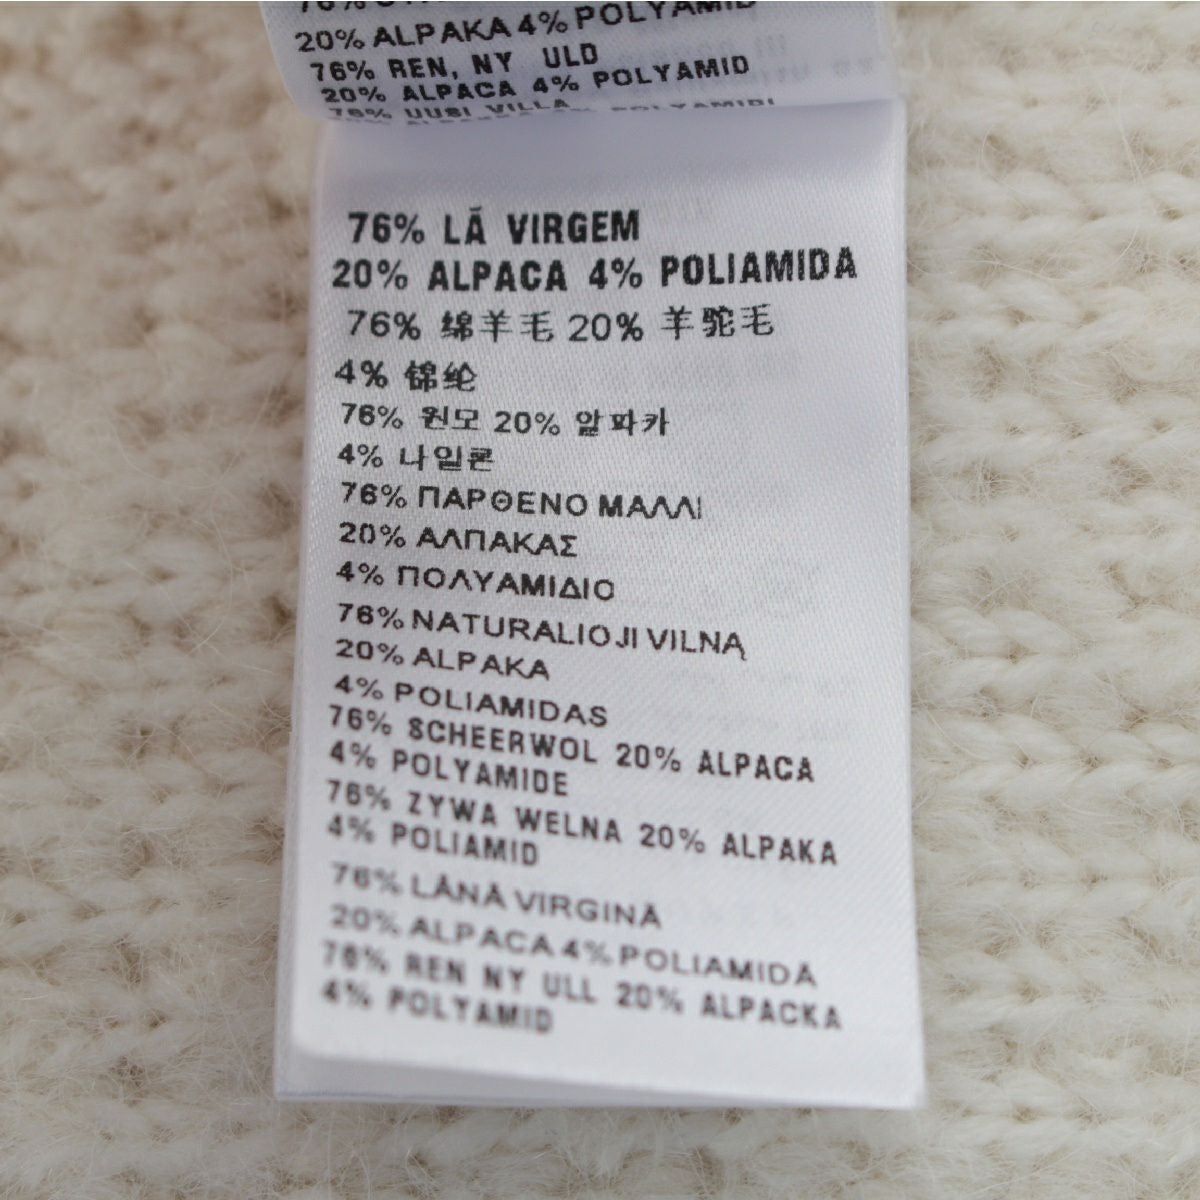 20% ALPAKA 4% POLYAMID
76% REN, NY ULD
20% ALPACA 4% POLYAMID
76% UUSI VILLA
76% LÃ VIRGEM
20% ALPACA 4% POLIAMIDA
76% 绵羊毛 20% 羊驼毛
4% 锦纶
76% 원모 20% 알파카
4% 나일론
76% ΠΑΡΘΕΝΟ ΜΑΛΛΙ
20% ΑΛΠΑΚΑΣ
4% ΠΟΛΥΑΜΙΔΙΟ
76% NATURALIOJI VILNĄ
20% ALPAKA
4% POLIAMIDAS
76% SCHEERWOL 20% ALPACA
4% POLYAMIDE
76% ZYWA WELNA 20% ALPAKA
4% POLIAMID
76% LÂNĂ VIRGINĂ
20% ALPACA 4% POLIAMIDĂ
76% REN NY ULL 20% ALPACKA
4% POLYAMID